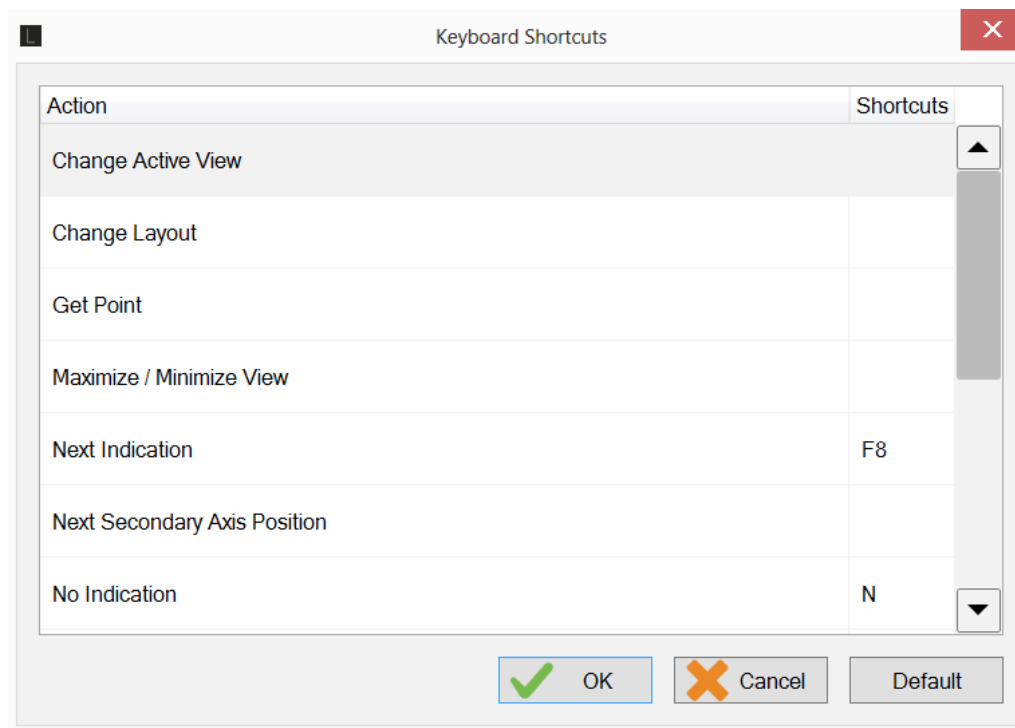 L
Keyboard Shortcuts
Action Shortcuts
Change Active View
Change Layout
Get Point
Maximize / Minimize View
Next Indication F8
Next Secondary Axis Position
No Indication N
OK Cancel Default